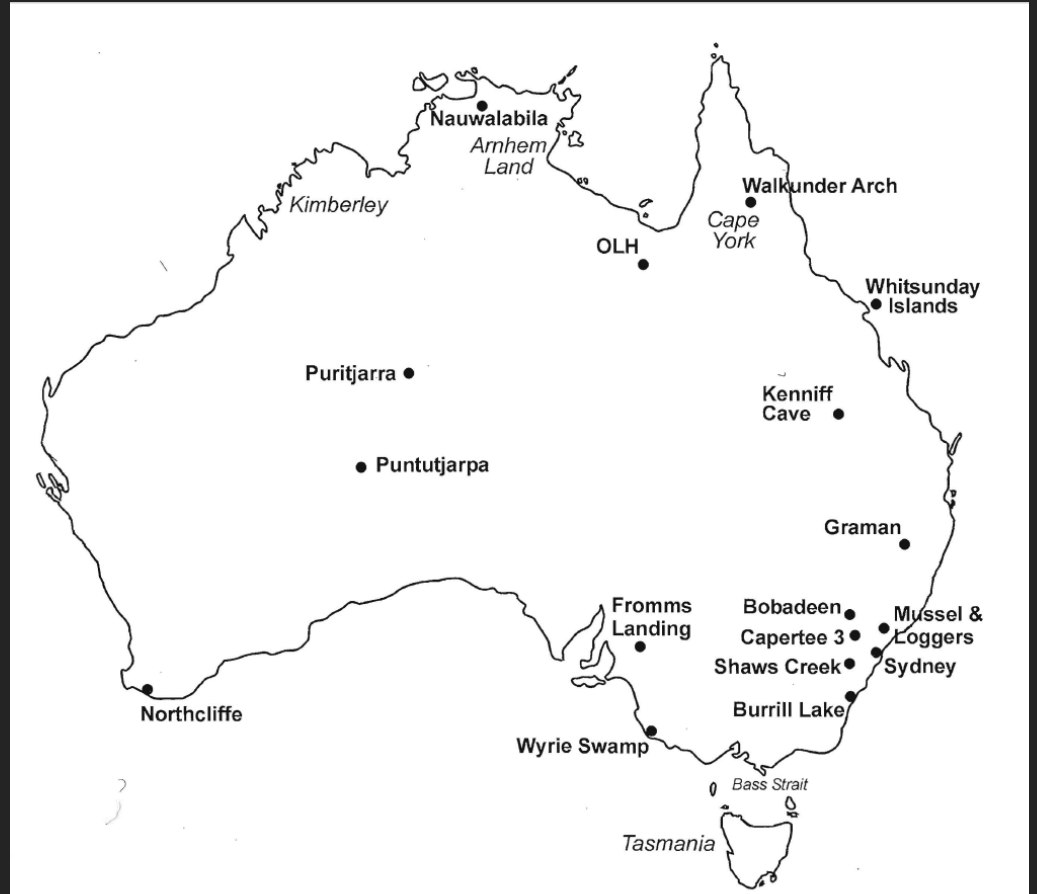 Nauwalabila
Arnhem
Land
Kimberley
Walkunder Arch
Cape
York
OLH
Whitsunday
Islands
Puritjarra
Kenniff
Cave
Puntutjarpa
Graman
Fromms
Landing
Bobadeen
Mussel &
Loggers
Capertee 3
Shaws Creek
Sydney
Burrill Lake
Northcliffe
Wyrie Swamp
Bass Strait
Tasmania